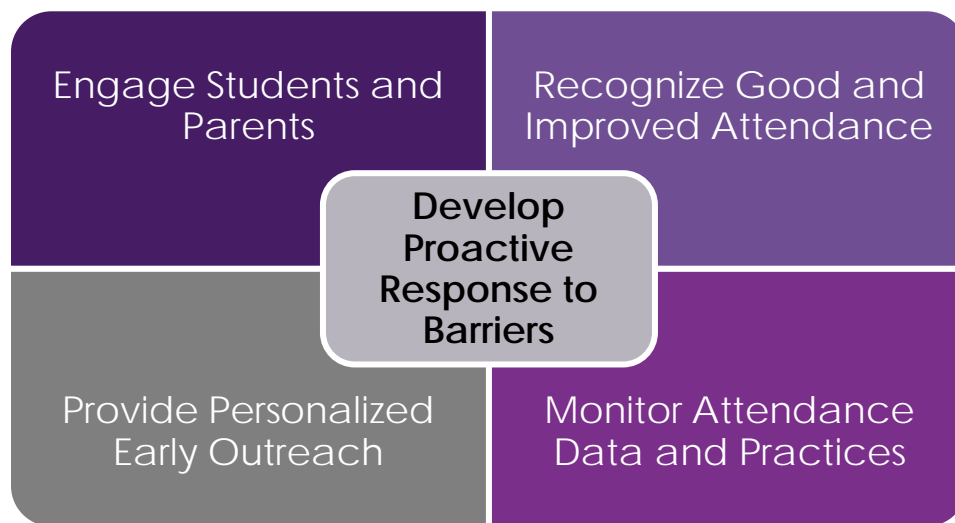 Engage Students and
Parents
Recognize Good and
Improved Attendance
Develop
Proactive
Response to
Barriers
Provide Personalized
Early Outreach
Monitor Attendance
Data and Practices